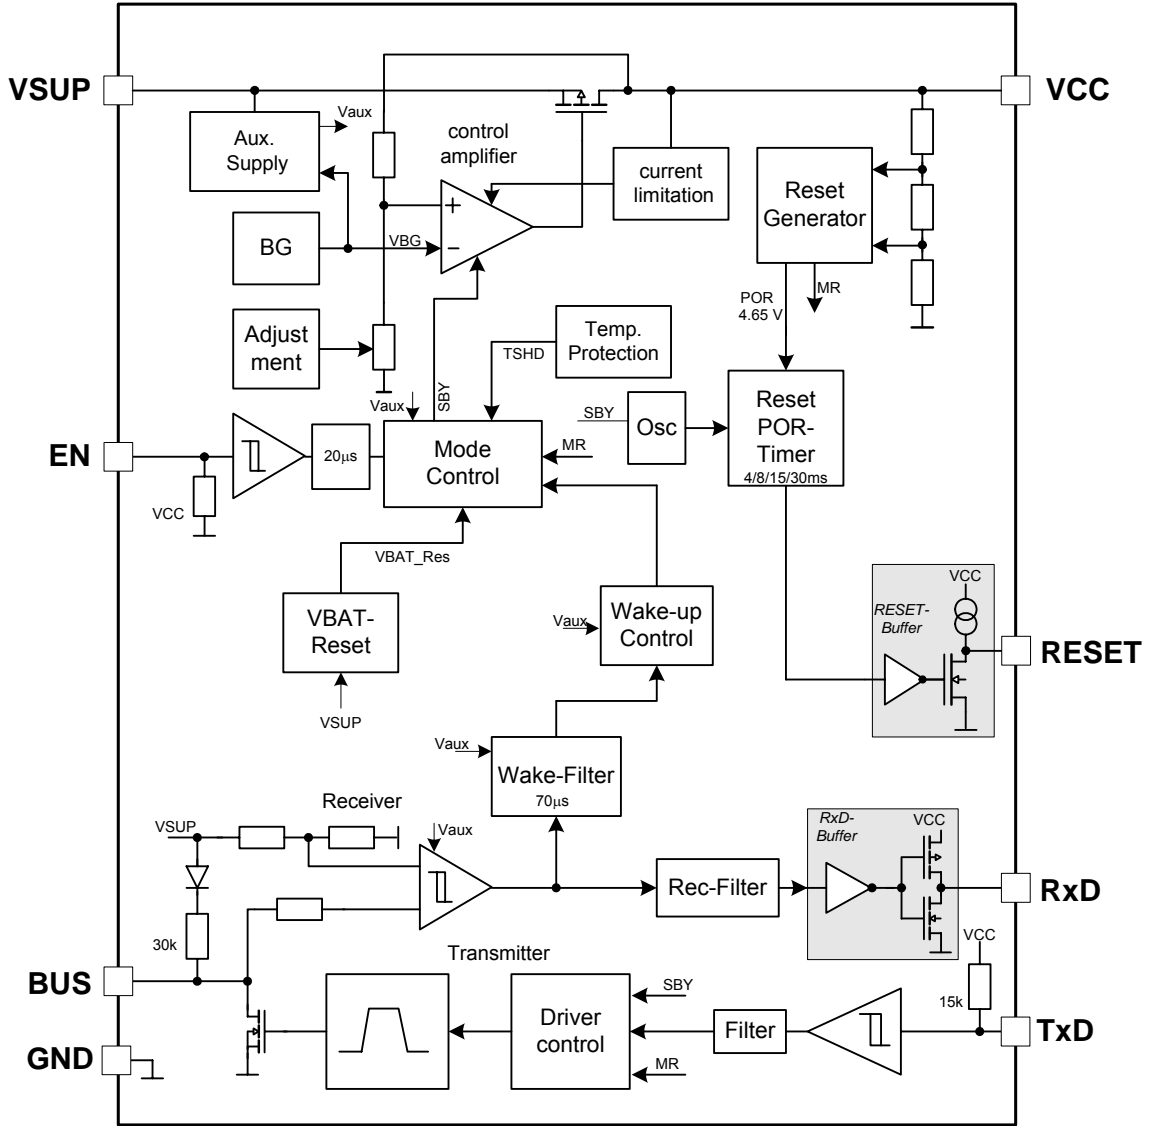 VSUP
VCC
Vaux
Aux.
Supply
control
amplifier
current
limitation
Reset
Generator
+
BG
VBG
−
POR
4.65 V
MR
Adjust
ment
Temp.
Protection
TSHD
SBY
Vaux
SBY
Osc
Reset
POR-
Timer
4/8/15/30ms
EN
20µs
Mode
Control
MR
VCC
VBAT_Res
VCC
RESET-
Buffer
VBAT-
Reset
Vaux
Wake-up
Control
RESET
VSUP
Vaux
Wake-Filter
70µs
Receiver
VSUP
Vaux
RxD-
Buffer
VCC
Rec-Filter
RxD
30k
Transmitter
VCC
BUS
SBY
15k
Driver
control
Filter
TxD
GND
MR